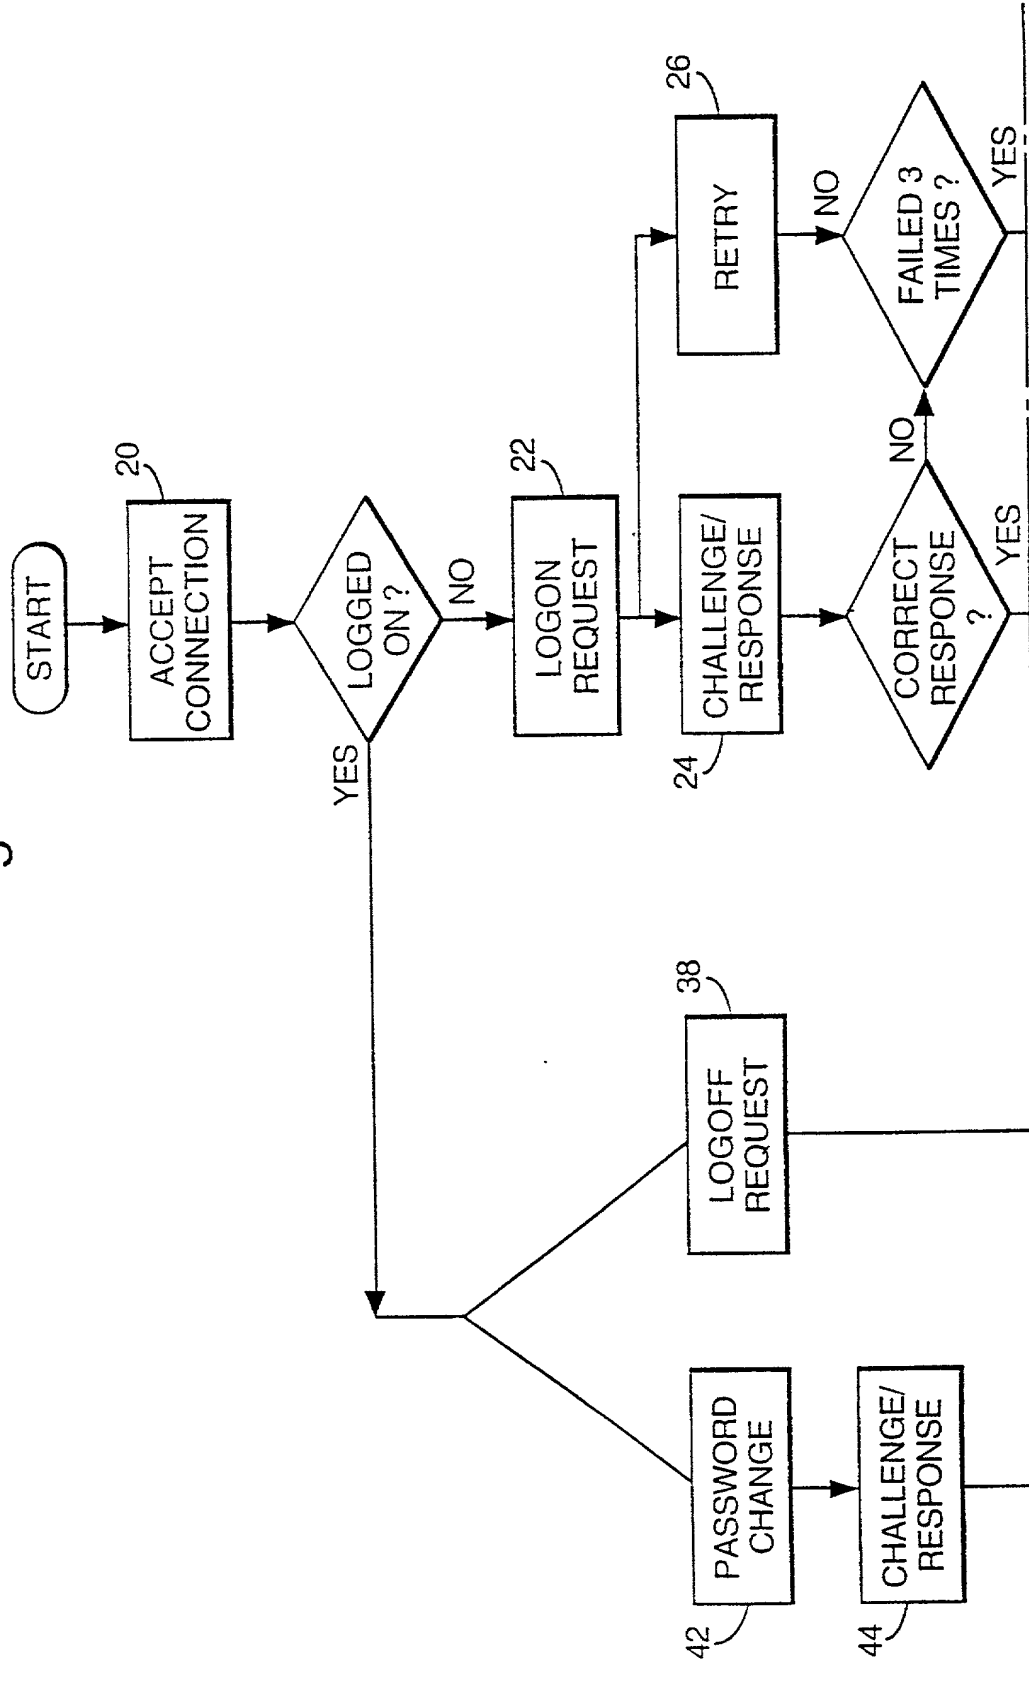 START
20
ACCEPT
CONNECTION
LOGGED
ON ?
YES
NO
22
LOGON
REQUEST
26
RETRY
24
CHALLENGE/
RESPONSE
NO
FAILED 3
TIMES ?
YES
CORRECT
RESPONSE
?
NO
YES
38
LOGOFF
REQUEST
42
PASSWORD
CHANGE
44
CHALLENGE/
RESPONSE